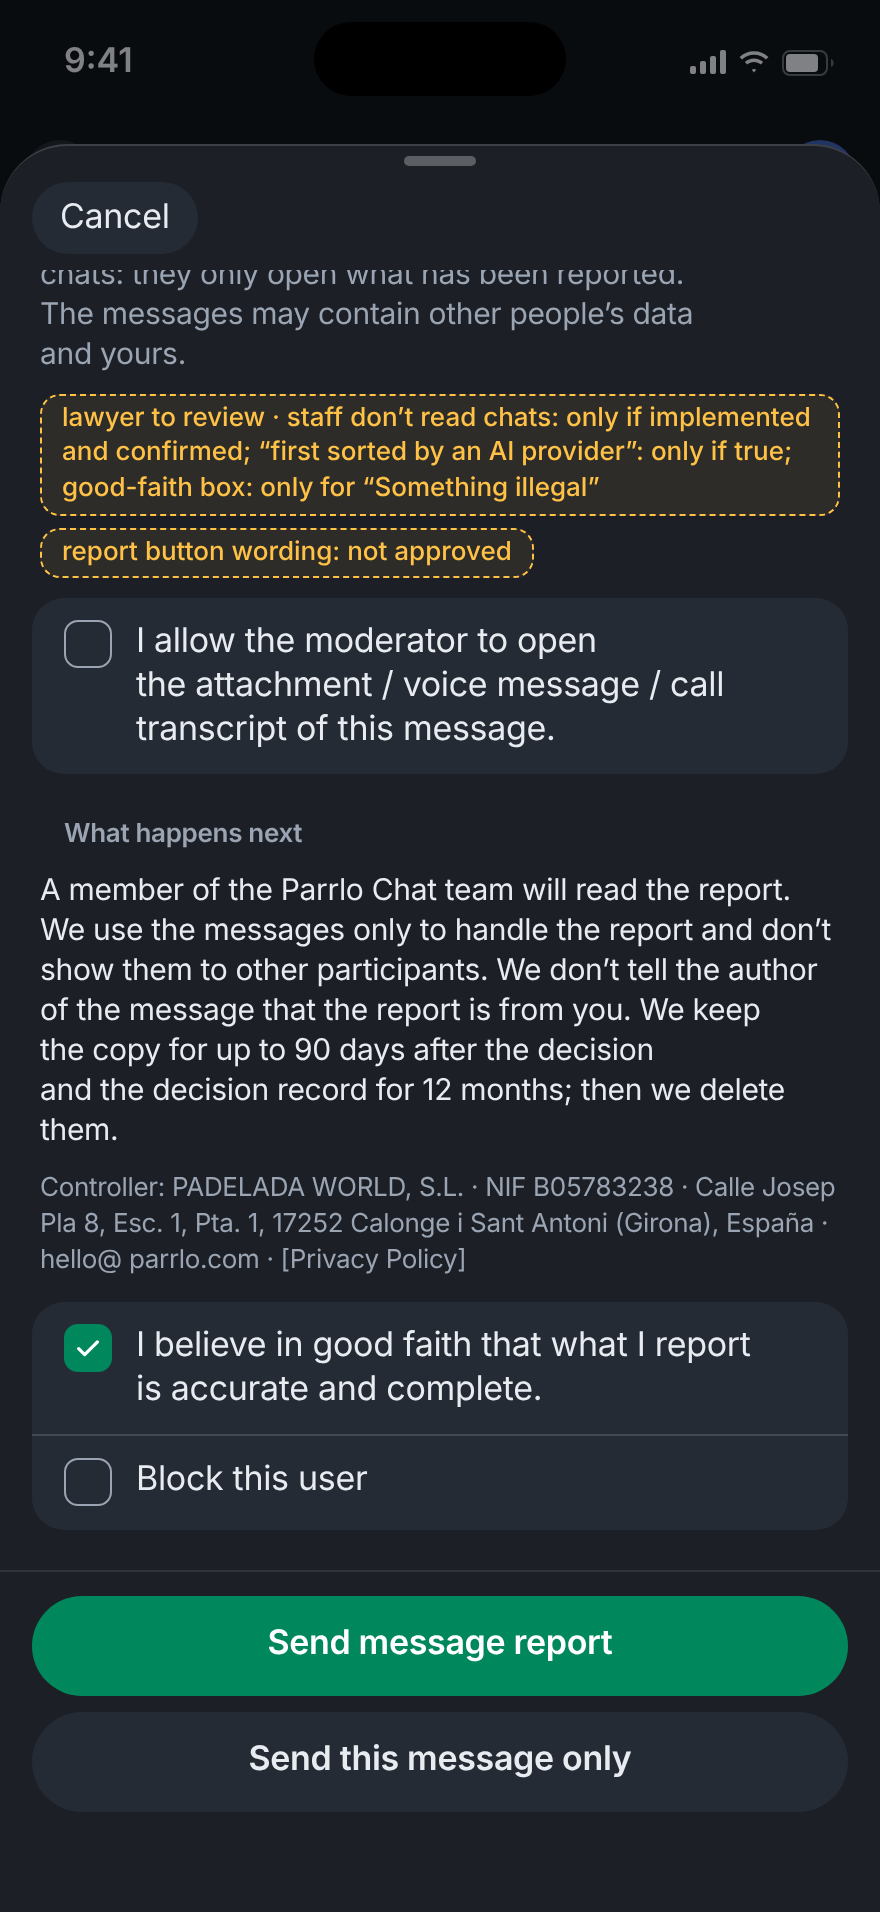 9:41
Cancel
chats: they only open what has been reported.
The messages may contain other people’s data
and yours.
lawyer to review · staff don’t read chats: only if implemented
and confirmed; “first sorted by an AI provider”: only if true;
good-faith box: only for “Something illegal”
report button wording: not approved
I allow the moderator to open
the attachment / voice message / call
transcript of this message.
What happens next
A member of the Parrlo Chat team will read the report.
We use the messages only to handle the report and don’t
show them to other participants. We don’t tell the author
of the message that the report is from you. We keep
the copy for up to 90 days after the decision
and the decision record for 12 months; then we delete
them.
Controller: PADELADA WORLD, S.L. · NIF B05783238 · Calle Josep
Pla 8, Esc. 1, Pta. 1, 17252 Calonge i Sant Antoni (Girona), España ·
hello@ parrlo.com · [Privacy Policy]
I believe in good faith that what I report
is accurate and complete.
Block this user
Send message report
Send this message only